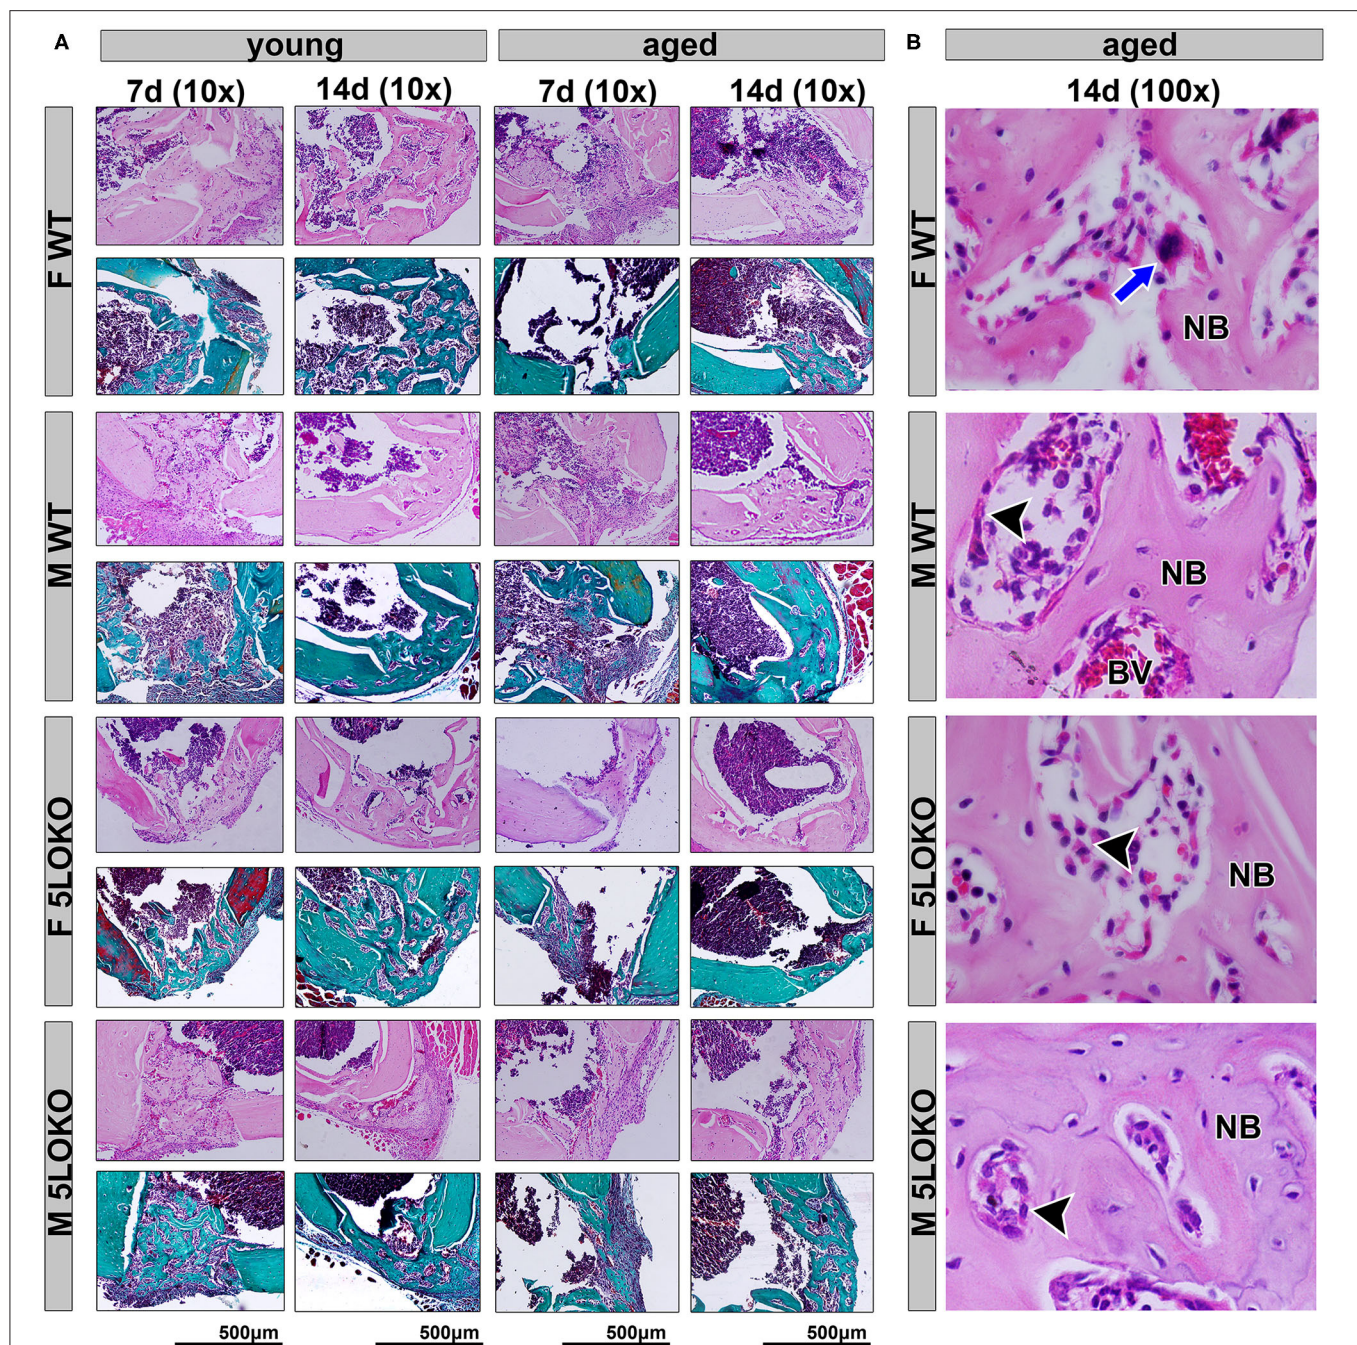 A young aged B aged
7d (10x) 14d (10x) 7d (10x) 14d (10x) 14d (100x)
F WT
NB
M WT
NB
BV
F 5LOKO
NB
M 5LOKO
NB
500µm 500µm 500µm 500µm